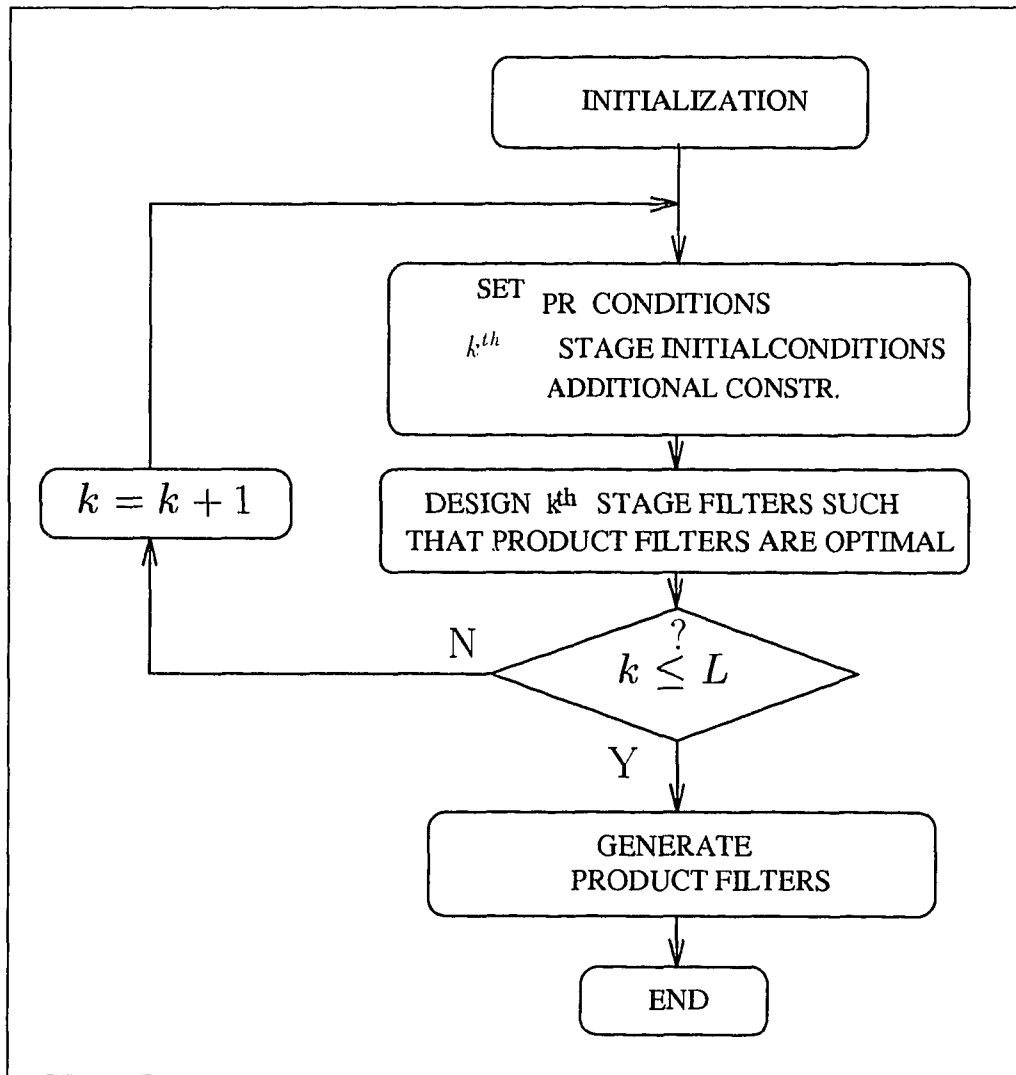 INITIALIZATION
SET PR CONDITIONS
k^{th} STAGE INITIALCONDITIONS
ADDITIONAL CONSTR.
k = k + 1
DESIGN k^{th} STAGE FILTERS SUCH
THAT PRODUCT FILTERS ARE OPTIMAL
N
?
k ≤ L
Y
GENERATE
PRODUCT FILTERS
END